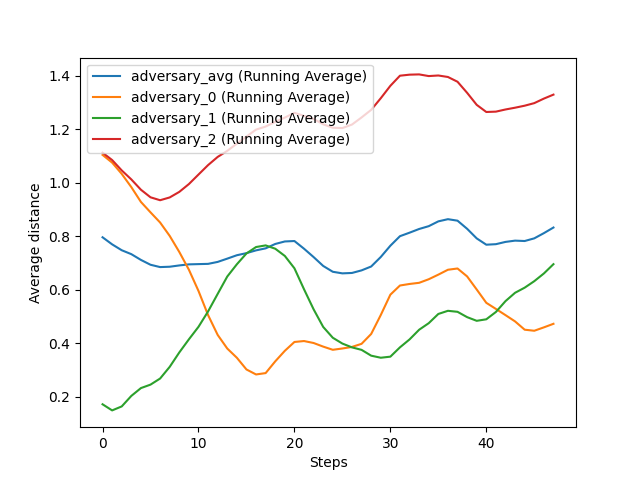 adversary_avg (Running Average)
adversary_0 (Running Average)
adversary_1 (Running Average)
adversary_2 (Running Average)
1.4
1.2
1.0
0.8
0.6
0.4
0.2
Average distance
0 10 20 30 40
Steps